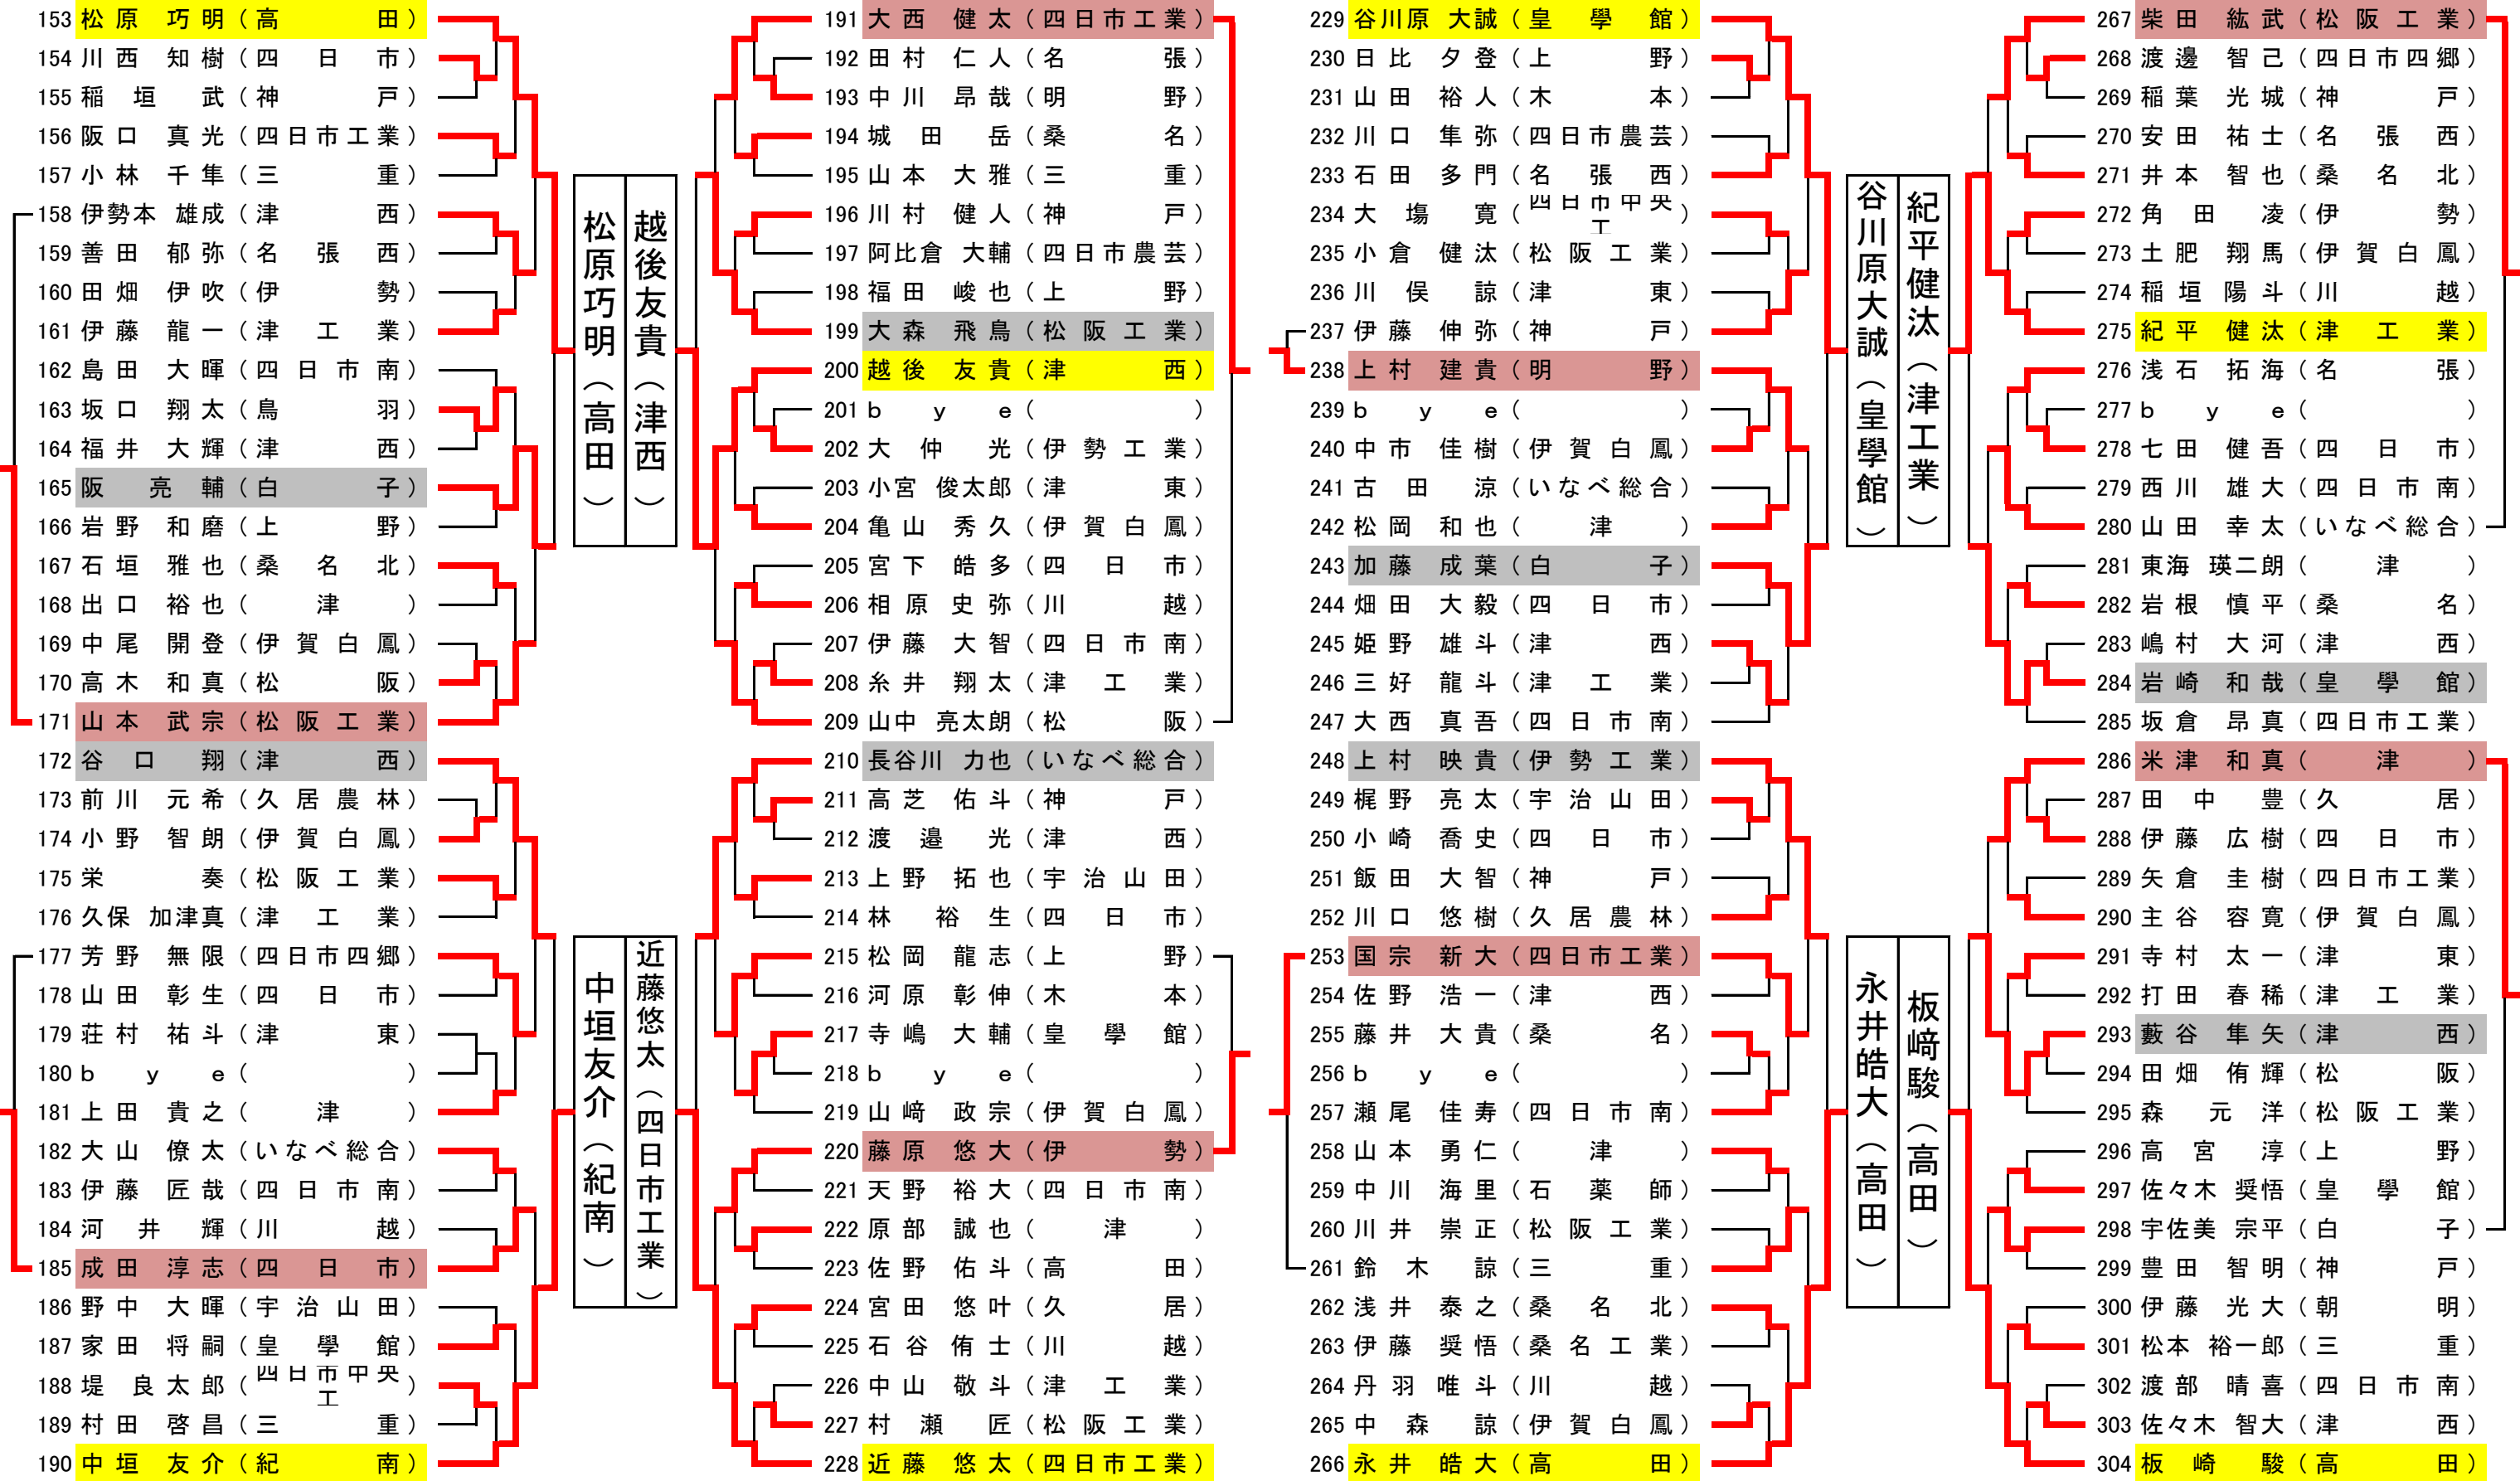 153 松原 巧明（高田）
154 川西 知樹（四日市）
155 稲垣 武（神戸）
156 阪口 真光（四日市工業）
157 小林 千隼（三重）
158 伊勢本 雄成（津西）
159 善田 郁弥（名張西）
160 田畑 伊吹（伊勢）
161 伊藤 龍一（津工業）
162 島田 大暉（四日市南）
163 坂口 翔太（鳥羽）
164 福井 大輝（津西）
165 阪 亮輔（白子）
166 岩野 和磨（上野）
167 石垣 雅也（桑名北）
168 出口 裕也（津）
169 中尾 開登（伊賀白鳳）
170 高木 和真（松阪）
171 山本 武宗（松阪工業）
172 谷口 翔（津西）
173 前川 元希（久居農林）
174 小野 智朗（伊賀白鳳）
175 栄 奏（松阪工業）
176 久保 加津真（津工業）
177 芳野 無限（四日市四郷）
178 山田 彰生（四日市）
179 荘村 祐斗（津東）
180 bye（ ）
181 上田 貴之（津）
182 大山 僚太（いなべ総合）
183 伊藤 匠哉（四日市南）
184 河井 輝（川越）
185 成田 淳志（四日市）
186 野中 大暉（宇治山田）
187 家田 将嗣（皇學館）
188 堤 良太郎（四日市中央工）
189 村田 啓昌（三重）
190 中垣 友介（紀南）
松原巧明（高田）
越後友貴（津西）
中垣友介（紀南）
近藤悠太（四日市工業）
191 大西 健太（四日市工業）
192 田村 仁人（名張）
193 中川 昂哉（明野）
194 城田 岳（桑名）
195 山本 大雅（三重）
196 川村 健人（神戸）
197 阿比倉 大輔（四日市農芸）
198 福田 峻也（上野）
199 大森 飛鳥（松阪工業）
200 越後 友貴（津西）
201 bye（ ）
202 大仲 光（伊勢工業）
203 小宮 俊太郎（津東）
204 亀山 秀久（伊賀白鳳）
205 宮下 皓多（四日市）
206 相原 史弥（川越）
207 伊藤 大智（四日市南）
208 糸井 翔太（津工業）
209 山中 亮太朗（松阪）
210 長谷川 力也（いなべ総合）
211 高芝 佑斗（神戸）
212 渡邉 光（津西）
213 上野 拓也（宇治山田）
214 林 裕生（四日市）
215 松岡 龍志（上野）
216 河原 彰伸（木本）
217 寺嶋 大輔（皇學館）
218 bye（ ）
219 山﨑 政宗（伊賀白鳳）
220 藤原 悠大（伊勢）
221 天野 裕大（四日市南）
222 原部 誠也（津）
223 佐野 佑斗（高田）
224 宮田 悠叶（久居）
225 石谷 侑士（川越）
226 中山 敬斗（津工業）
227 村瀬 匠（松阪工業）
228 近藤 悠太（四日市工業）
229 谷川原 大誠（皇學館）
230 日比 夕登（上野）
231 山田 裕人（木本）
232 川口 隼弥（四日市農芸）
233 石田 多門（名張西）
234 大塲 寛（四日市中央工）
235 小倉 健汰（松阪工業）
236 川俣 諒（津東）
237 伊藤 伸弥（神戸）
238 上村 建貴（明野）
239 bye（ ）
240 中市 佳樹（伊賀白鳳）
241 古田 涼（いなべ総合）
242 松岡 和也（津）
243 加藤 成葉（白子）
244 畑田 大毅（四日市）
245 姫野 雄斗（津西）
246 三好 龍斗（津工業）
247 大西 真吾（四日市南）
248 上村 映貴（伊勢工業）
249 梶野 亮太（宇治山田）
250 小崎 喬史（四日市）
251 飯田 大智（神戸）
252 川口 悠樹（久居農林）
253 国宗 新大（四日市工業）
254 佐野 浩一（津西）
255 藤井 大貴（桑名）
256 bye（ ）
257 瀬尾 佳寿（四日市南）
258 山本 勇仁（津）
259 中川 海里（石薬師）
260 川井 崇正（松阪工業）
261 鈴木 諒（三重）
262 浅井 泰之（桑名北）
263 伊藤 奨悟（桑名工業）
264 丹羽 唯斗（川越）
265 中森 諒（伊賀白鳳）
266 永井 皓大（高田）
谷川原大誠（皇學館）
紀平健汰（津工業）
永井皓大（高田）
板﨑駿（高田）
267 柴田 紘武（松阪工業）
268 渡邊 智己（四日市四郷）
269 稲葉 光城（神戸）
270 安田 祐士（名張西）
271 井本 智也（桑名北）
272 角田 凌（伊勢）
273 土肥 翔馬（伊賀白鳳）
274 稲垣 陽斗（川越）
275 紀平 健汰（津工業）
276 浅石 拓海（名張）
277 bye（ ）
278 七田 健吾（四日市）
279 西川 雄大（四日市南）
280 山田 幸太（いなべ総合）
281 東海 瑛二朗（津）
282 岩根 慎平（桑名）
283 嶋村 大河（津西）
284 岩崎 和哉（皇學館）
285 坂倉 昂真（四日市工業）
286 米津 和真（津）
287 田中 豊（久居）
288 伊藤 広樹（四日市）
289 矢倉 圭樹（四日市工業）
290 主谷 容寛（伊賀白鳳）
291 寺村 太一（津東）
292 打田 春稀（津工業）
293 藪谷 隼矢（津西）
294 田畑 侑輝（松阪）
295 森 元洋（松阪工業）
296 高宮 淳（上野）
297 佐々木 奨悟（皇學館）
298 宇佐美 宗平（白子）
299 豊田 智明（神戸）
300 伊藤 光大（朝明）
301 松本 裕一郎（三重）
302 渡部 晴喜（四日市南）
303 佐々木 智大（津西）
304 板﨑 駿（高田）